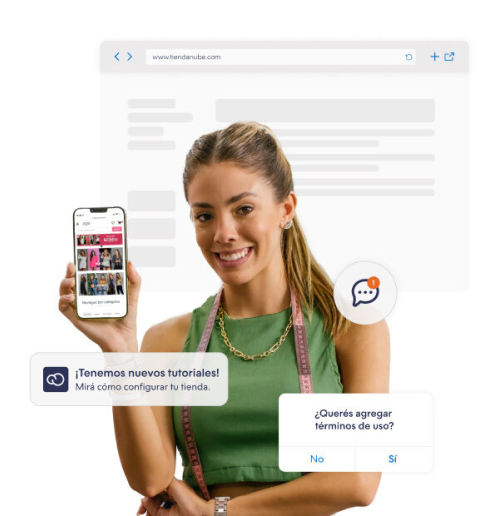 www.tiendanube.com
Navegar por categoría
1
¡Tenemos nuevos tutoriales!
Mirá cómo configurar tu tienda.
¿Querés agregar
términos de uso?
No
Sí